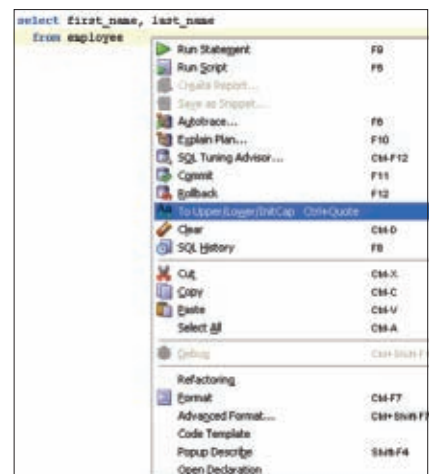 select first_name, last_name
from employee
Run Statement F9
Run Script F5
Create Report...
Save as Snippet...
Autotrace... F6
Explain Plan... F10
SQL Tuning Advisor... Ctrl-F12
Commit F11
Rollback F12
To Upper/Lower/InitCap Ctrl+Quote
Clear Ctrl-D
SQL History F8
Cut Ctrl-X
Copy Ctrl-C
Paste Ctrl-V
Select All Ctrl-A
Debug
Refactoring
Format Ctrl-F7
Advanced Format... Ctrl+Shift-F
Code Template
Popup Describe Shift-F4
Open Declaration